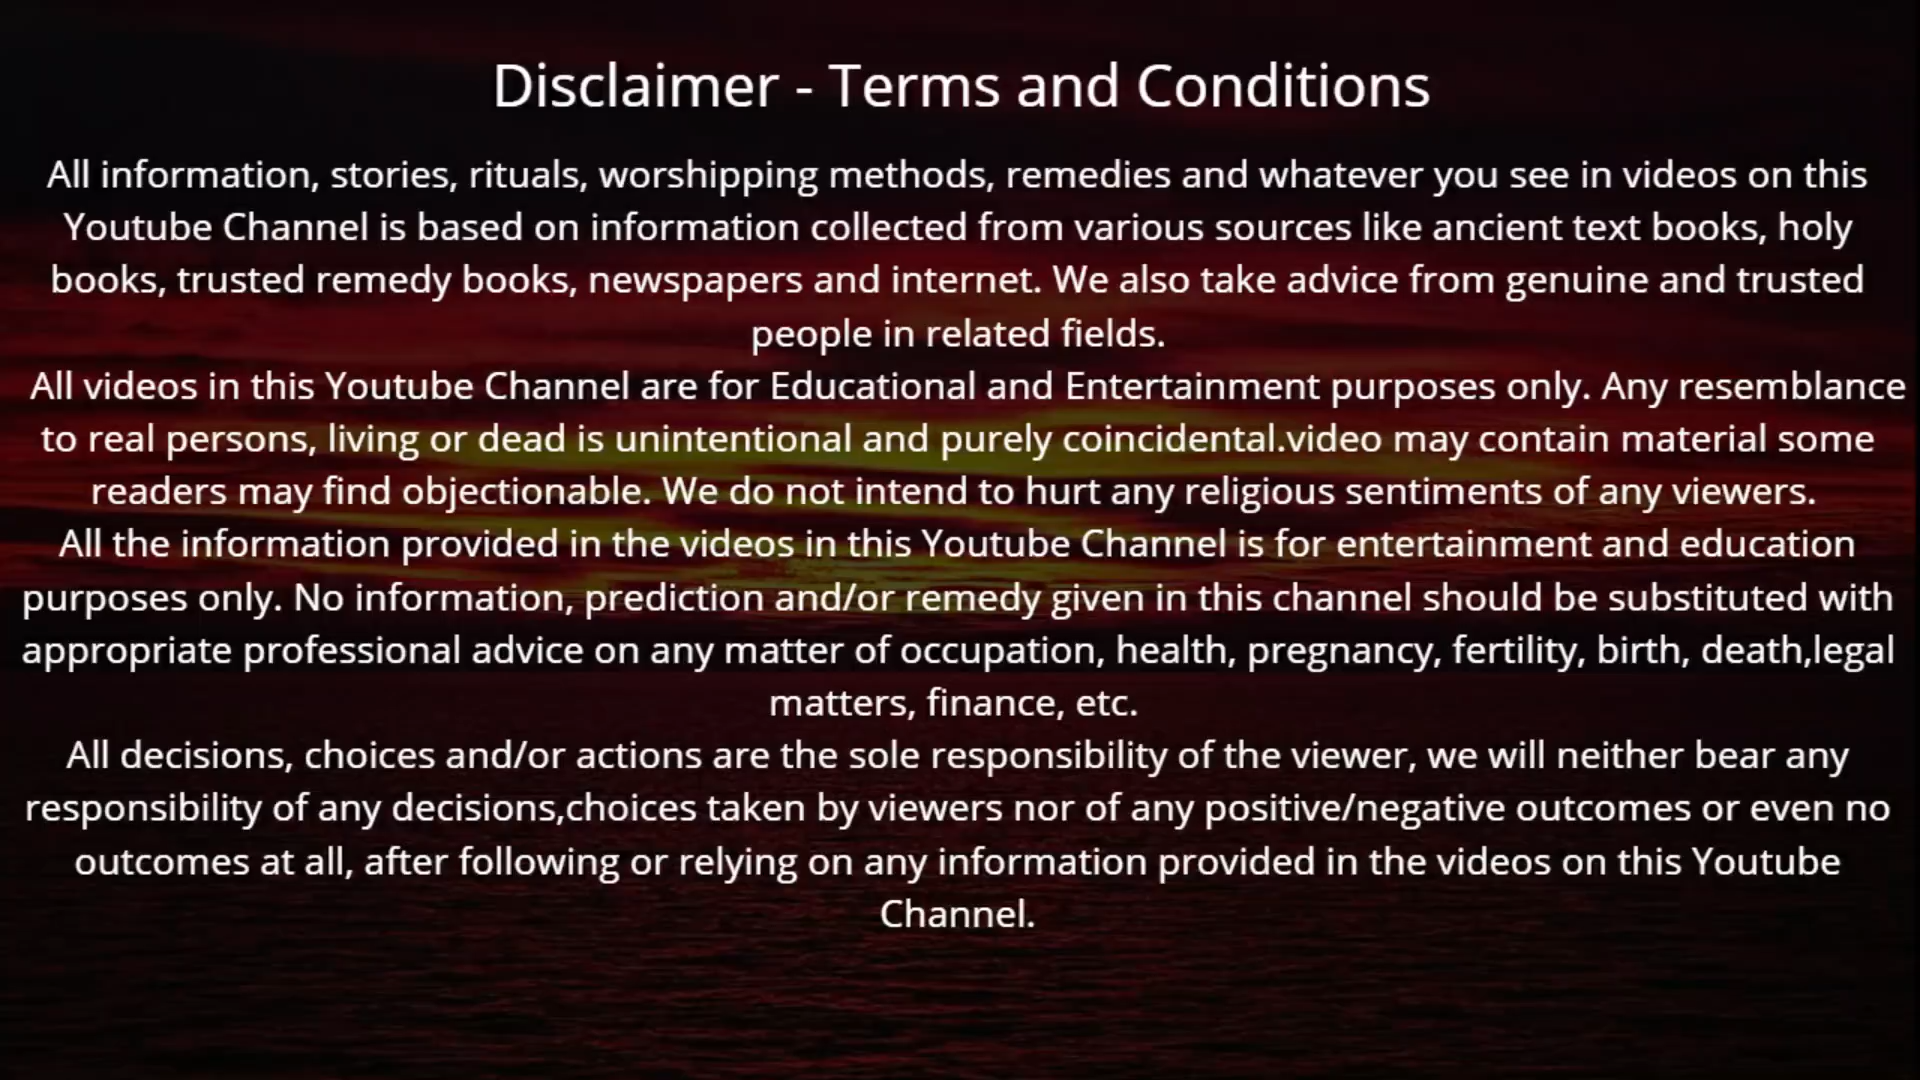 Disclaimer - Terms and Conditions
All information, stories, rituals, worshipping methods, remedies and whatever you see in videos on this
Youtube Channel is based on information collected from various sources like ancient text books, holy
books, trusted remedy books, newspapers and internet. We also take advice from genuine and trusted
people in related fields.
All videos in this Youtube Channel are for Educational and Entertainment purposes only. Any resemblance
to real persons, living or dead is unintentional and purely coincidental.video may contain material some
readers may find objectionable. We do not intend to hurt any religious sentiments of any viewers.
All the information provided in the videos in this Youtube Channel is for entertainment and education
purposes only. No information, prediction and/or remedy given in this channel should be substituted with
appropriate professional advice on any matter of occupation, health, pregnancy, fertility, birth, death,legal
matters, finance, etc.
All decisions, choices and/or actions are the sole responsibility of the viewer, we will neither bear any
responsibility of any decisions,choices taken by viewers nor of any positive/negative outcomes or even no
outcomes at all, after following or relying on any information provided in the videos on this Youtube
Channel.